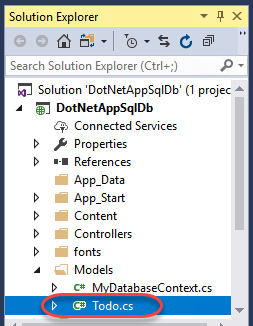 Solution Explorer
Search Solution Explorer (Ctrl+;)
Solution 'DotNetAppSqlDb' (1 projec
DotNetAppSqlDb
Connected Services
Properties
References
App_Data
App_Start
Content
Controllers
fonts
Models
MyDatabaseContext.cs
Todo.cs